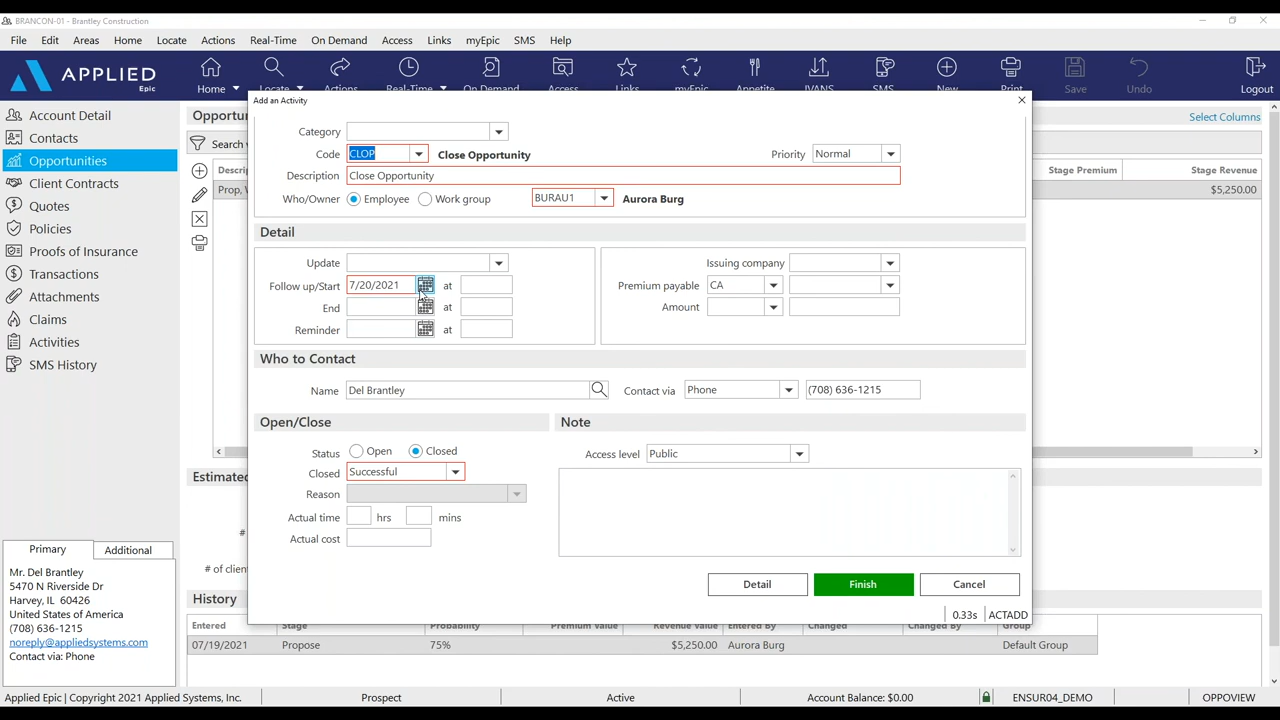 BRANCON-01 - Brantley Construction
File Edit Areas Home Locate Actions Real-Time On Demand Access Links myEpic SMS Help
APPLIED
Epic
Home Locate Actions Real-Time On Demand Access Links myEpic Appetite IVANS SMS New Print Save Undo Logout
Account Detail
Contacts
Opportunities
Client Contracts
Quotes
Policies
Proofs of Insurance
Transactions
Attachments
Claims
Activities
SMS History
Primary Additional
Mr. Del Brantley
5470 N Riverside Dr
Harvey, IL 60426
United States of America
(708) 636-1215
noreply@appliedsystems.com
Contact via: Phone
Select Columns
Search
Stage Premium Stage Revenue
Prop,
$5,250.00
Add an Activity
Category
Code CLOP Close Opportunity Priority Normal
Description Close Opportunity
Who/Owner Employee Work group BURAU1 Aurora Burg
Detail
Update
Follow up/Start 7/20/2021 at
End at
Reminder at
Issuing company
Premium payable CA
Amount
Who to Contact
Name Del Brantley Contact via Phone (708) 636-1215
Open/Close
Status Open Closed
Closed Successful
Reason
Actual time hrs mins
Actual cost
Note
Access level Public
Detail Finish Cancel
0.33s ACTADD
Estimated
#
# of clien
History
Entered Stage Probability Premium Value Revenue Value Entered By Changed Changed By Group
07/19/2021 Propose 75% $5,250.00 Aurora Burg Default Group
Applied Epic | Copyright 2021 Applied Systems, Inc. Prospect Active Account Balance: $0.00 ENSUR04_DEMO OPPOVIEW